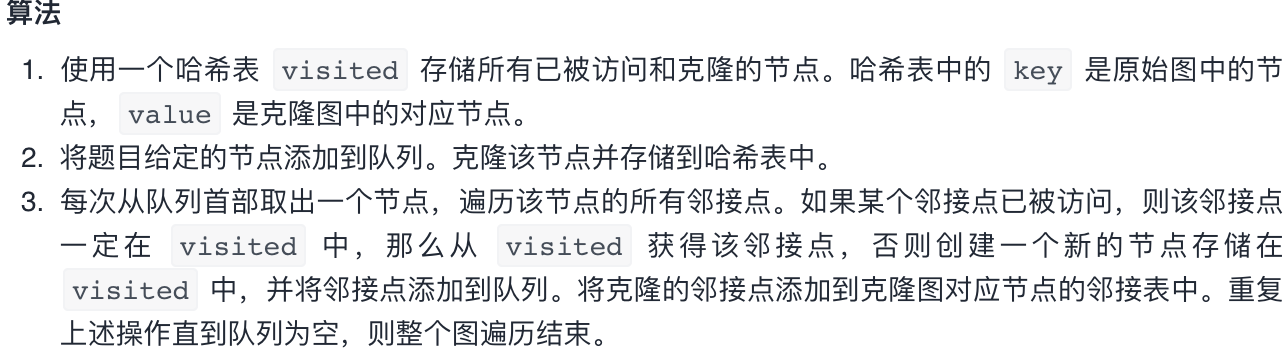 算法
1. 使用一个哈希表 visited 存储所有已被访问和克隆的节点。哈希表中的 key 是原始图中的节
点， value 是克隆图中的对应节点。
2. 将题目给定的节点添加到队列。克隆该节点并存储到哈希表中。
3. 每次从队列首部取出一个节点，遍历该节点的所有邻接点。如果某个邻接点已被访问，则该邻接点
一定在 visited 中，那么从 visited 获得该邻接点，否则创建一个新的节点存储在
visited 中，并将邻接点添加到队列。将克隆的邻接点添加到克隆图对应节点的邻接表中。重复
上述操作直到队列为空，则整个图遍历结束。